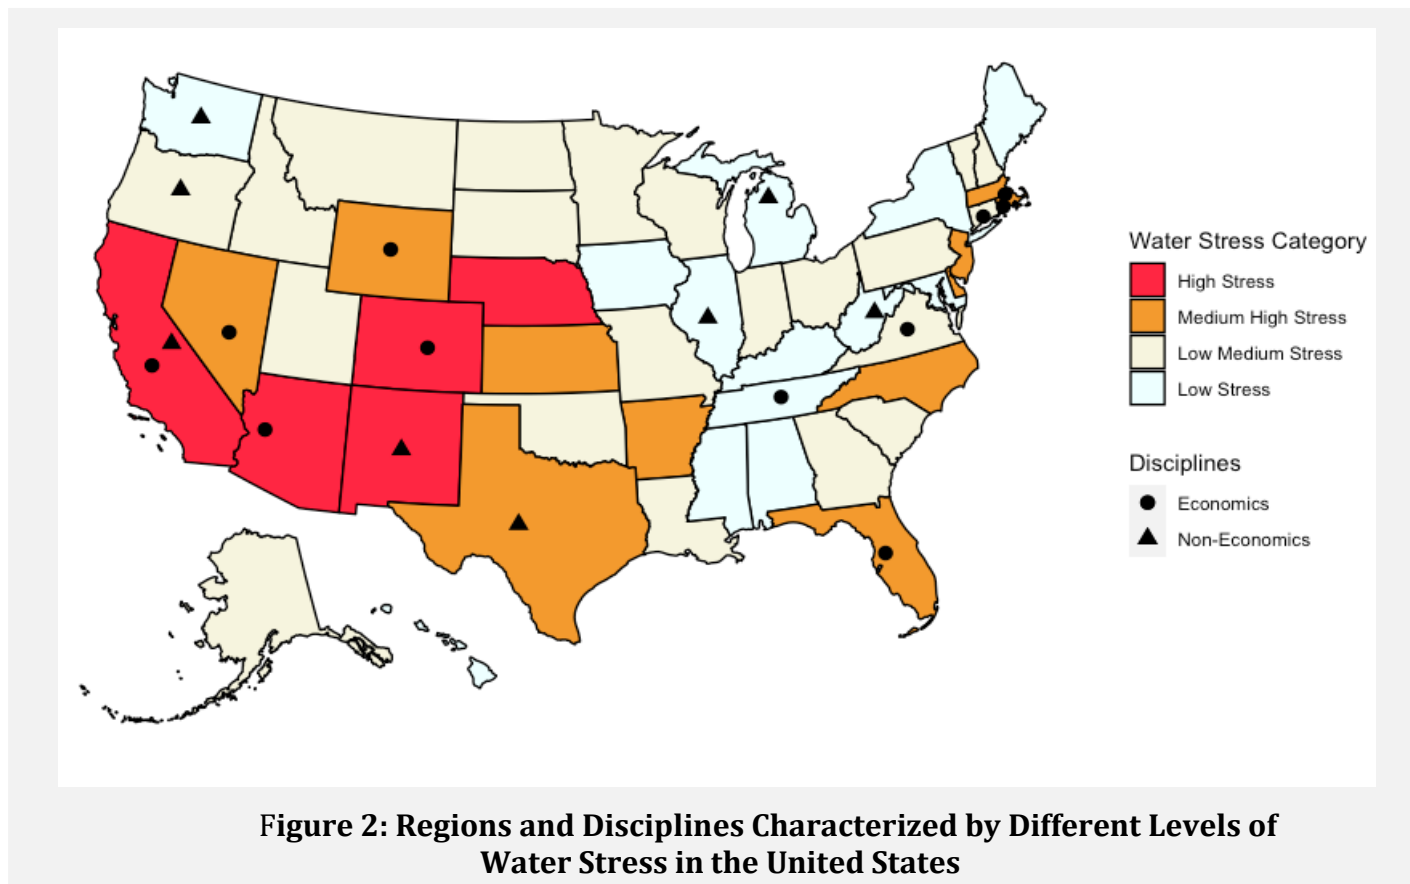 Water Stress Category
High Stress
Medium High Stress
Low Medium Stress
Low Stress
Disciplines
Economics
Non-Economics
Figure 2: Regions and Disciplines Characterized by Different Levels of
Water Stress in the United States